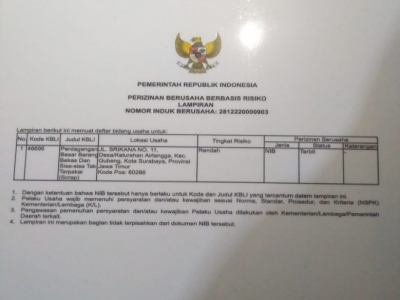 PEMERINTAH REPUBLIK INDONESIA
PERIZINAN BERUSAHA BERBASIS RISIKO
LAMPIRAN
NOMOR INDUK BERUSAHA: 2812220000903
Lampiran berikut ini memuat daftar bidang usaha untuk:
No. Kode KBLI Judul KBLI Lokasi Usaha Tingkat Risiko Perizinan Berusaha
Jenis Status Keterangan
1 46696 Perdagangan JL. SRIKANA NO. 11, Rendah NIB Terbit -
Besar Barang Desa/Kelurahan Airlangga, Kec.
Bekas Dan Gubeng, Kota Surabaya, Provinsi
Sisa-sisa Tak Jawa Timur
Terpakai Kode Pos: 60286
(Scrap)
1. Dengan ketentuan bahwa NIB tersebut hanya berlaku untuk Kode dan Judul KBLI yang tercantum dalam lampiran ini.
2. Pelaku Usaha wajib memenuhi persyaratan dan/atau kewajiban sesuai Norma, Standar, Prosedur, dan Kriteria (NSPK)
Kementerian/Lembaga (K/L).
3. Pengawasan pemenuhan persyaratan dan/atau kewajiban Pelaku Usaha dilakukan oleh Kementerian/Lembaga/Pemerintah
Daerah terkait.
4. Lampiran ini merupakan bagian tidak terpisahkan dari dokumen NIB tersebut.